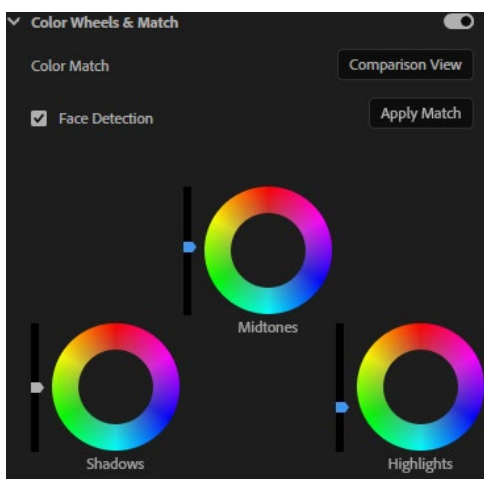 Color Wheels & Match
Color Match
Comparison View
Face Detection
Apply Match
Midtones
Shadows
Highlights